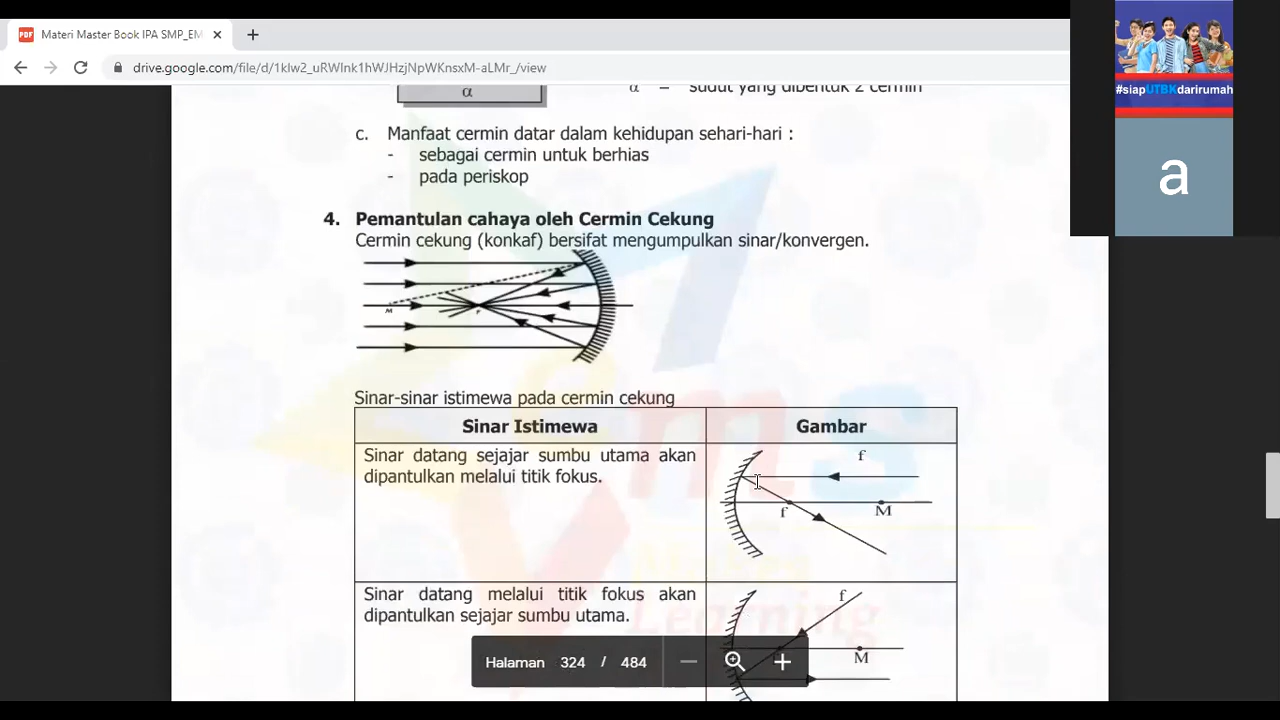 Materi Master Book IPA SMP_EM
drive.google.com/file/d/1klw2_uRWlnk1hWJHzjNpWKnsxM-aLMr_/view
#siapUTBKdarirumah
a
α
α = sudut yang dibentuk 2 cermin
c. Manfaat cermin datar dalam kehidupan sehari-hari :
- sebagai cermin untuk berhias
- pada periskop
4. Pemantulan cahaya oleh Cermin Cekung
Cermin cekung (konkaf) bersifat mengumpulkan sinar/konvergen.
M
F
Sinar-sinar istimewa pada cermin cekung
Sinar Istimewa
Gambar
Sinar datang sejajar sumbu utama akan
dipantulkan melalui titik fokus.
f
f
M
Sinar datang melalui titik fokus akan
dipantulkan sejajar sumbu utama.
f
M
Halaman 324 / 484